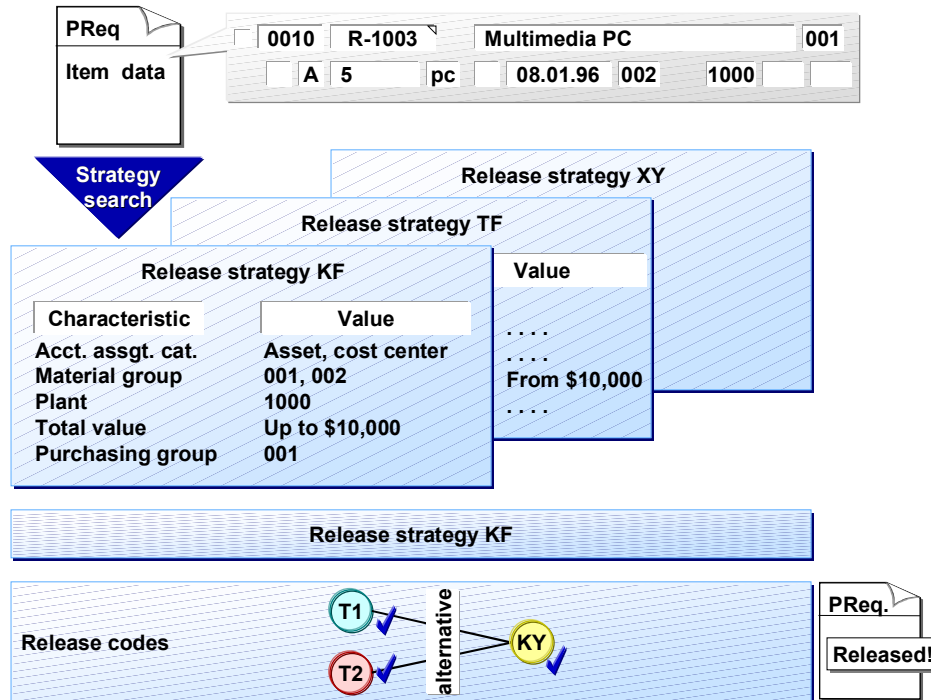 PReq
Item data
0010 R-1003 Multimedia PC 001
A 5 pc 08.01.96 002 1000
Strategy
search
Release strategy XY
Release strategy TF
Value
. . . .
. . . .
From $10,000
. . . .
Release strategy KF
Characteristic Value
Acct. assgt. cat. Asset, cost center
Material group 001, 002
Plant 1000
Total value Up to $10,000
Purchasing group 001
Release strategy KF
Release codes
T1
T2
alternative
KY
PReq.
Released!